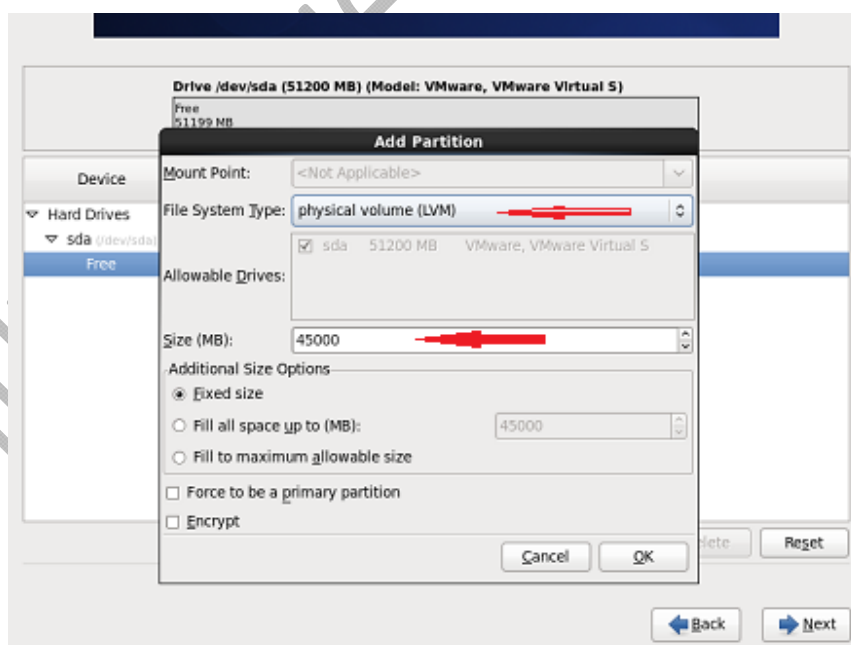 Drive /dev/sda (51200 MB) (Model: VMware, VMware Virtual S)
Free
51199 MB
Add Partition
Device
Mount Point: <Not Applicable>
Hard Drives
File System Type: physical volume (LVM)
sda (/dev/sda)
sda 51200 MB VMware, VMware Virtual S
Free
Allowable Drives:
Size (MB): 45000
Additional Size Options
Fixed size
Fill all space up to (MB): 45000
Fill to maximum allowable size
Force to be a primary partition
Encrypt
Cancel OK
elete Reset
Back Next